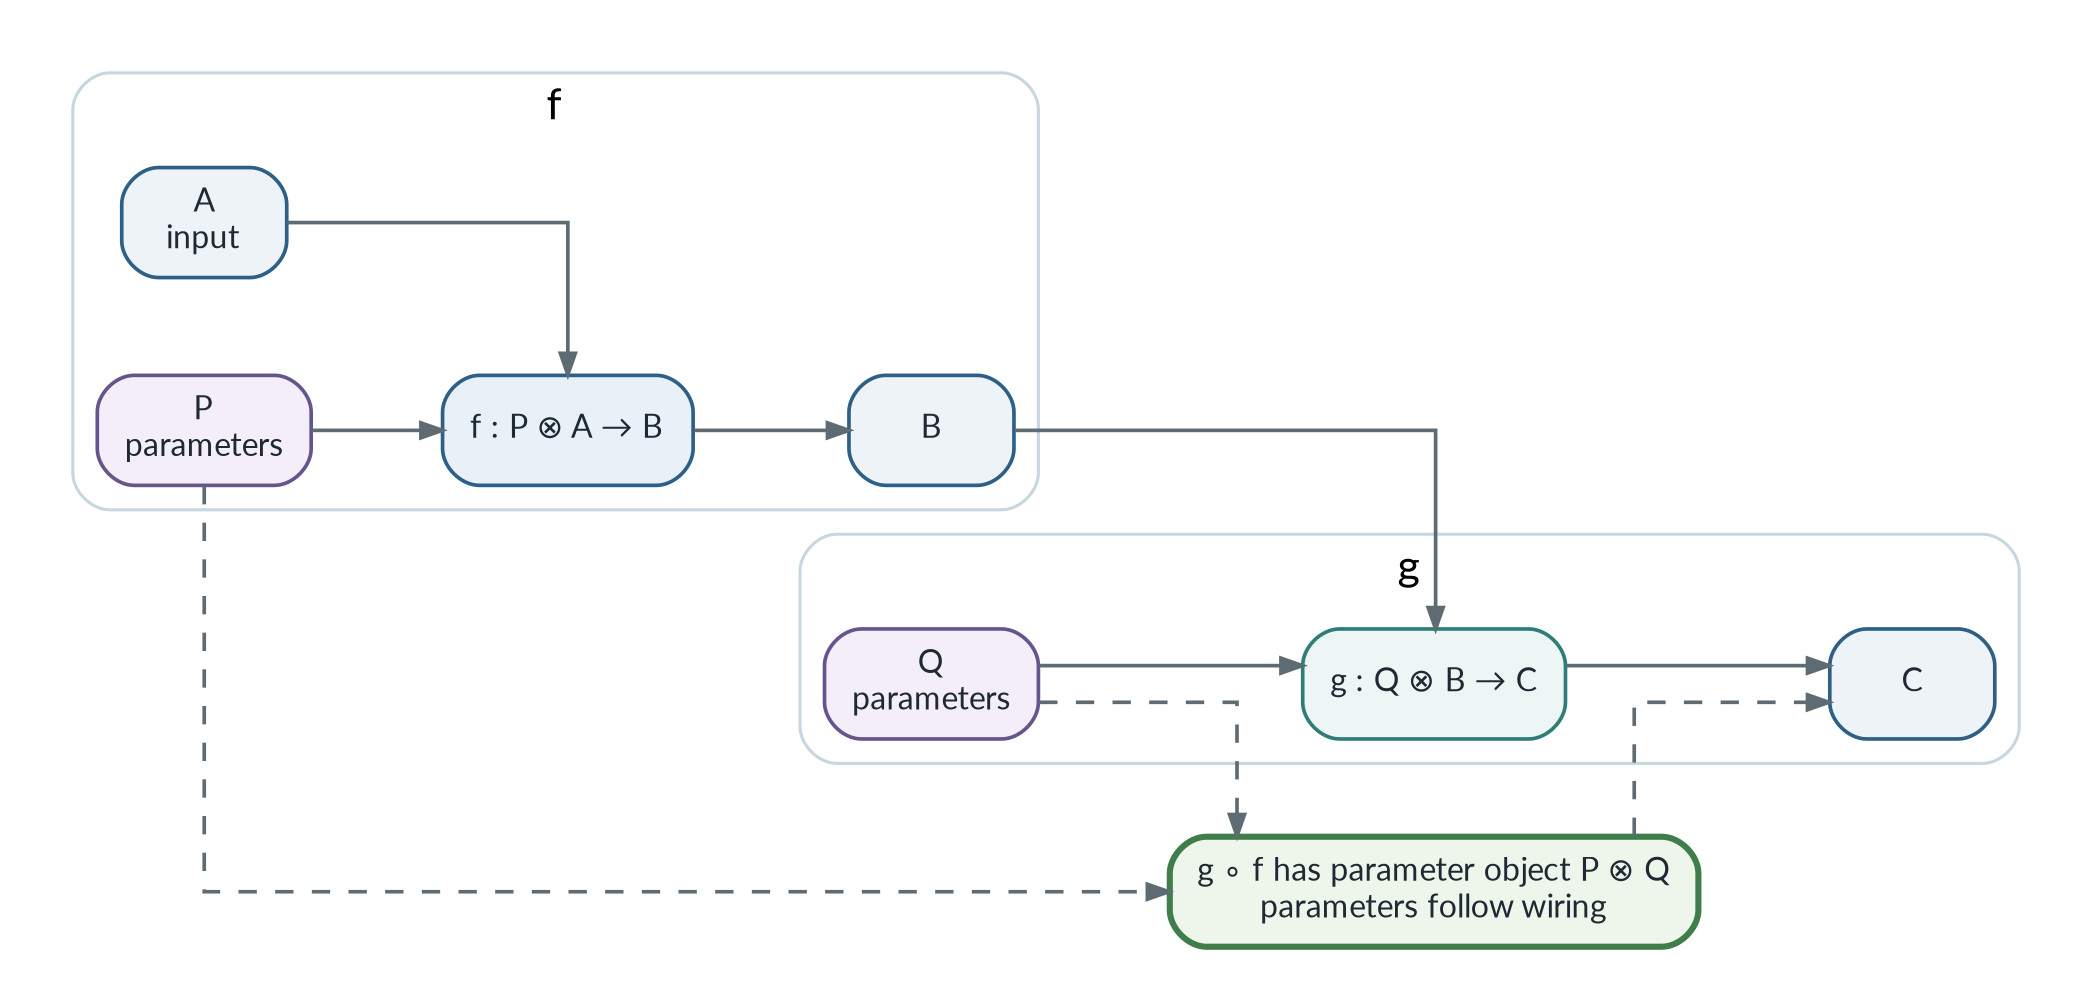 f
A
input
P
parameters
f : P ⊗ A → B
B
g
Q
parameters
g : Q ⊗ B → C
C
g ∘ f has parameter object P ⊗ Q
parameters follow wiring